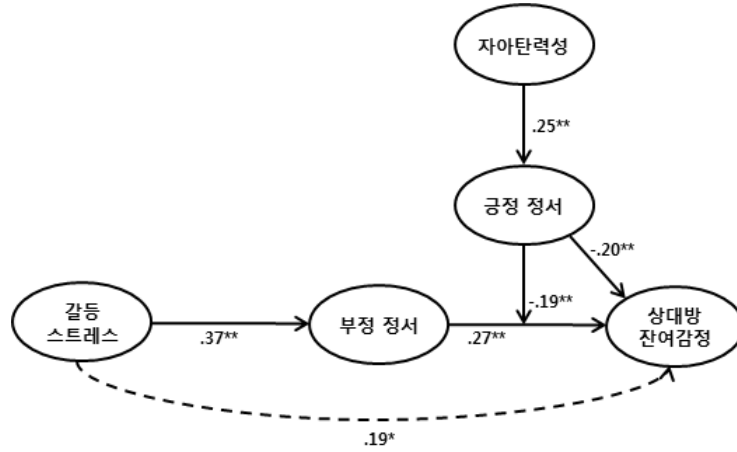 자아탄력성
.25**
긍정 정서
-.20**
-.19**
갈등
스트레스
.37**
부정 정서
.27**
상대방
잔여감정
.19*